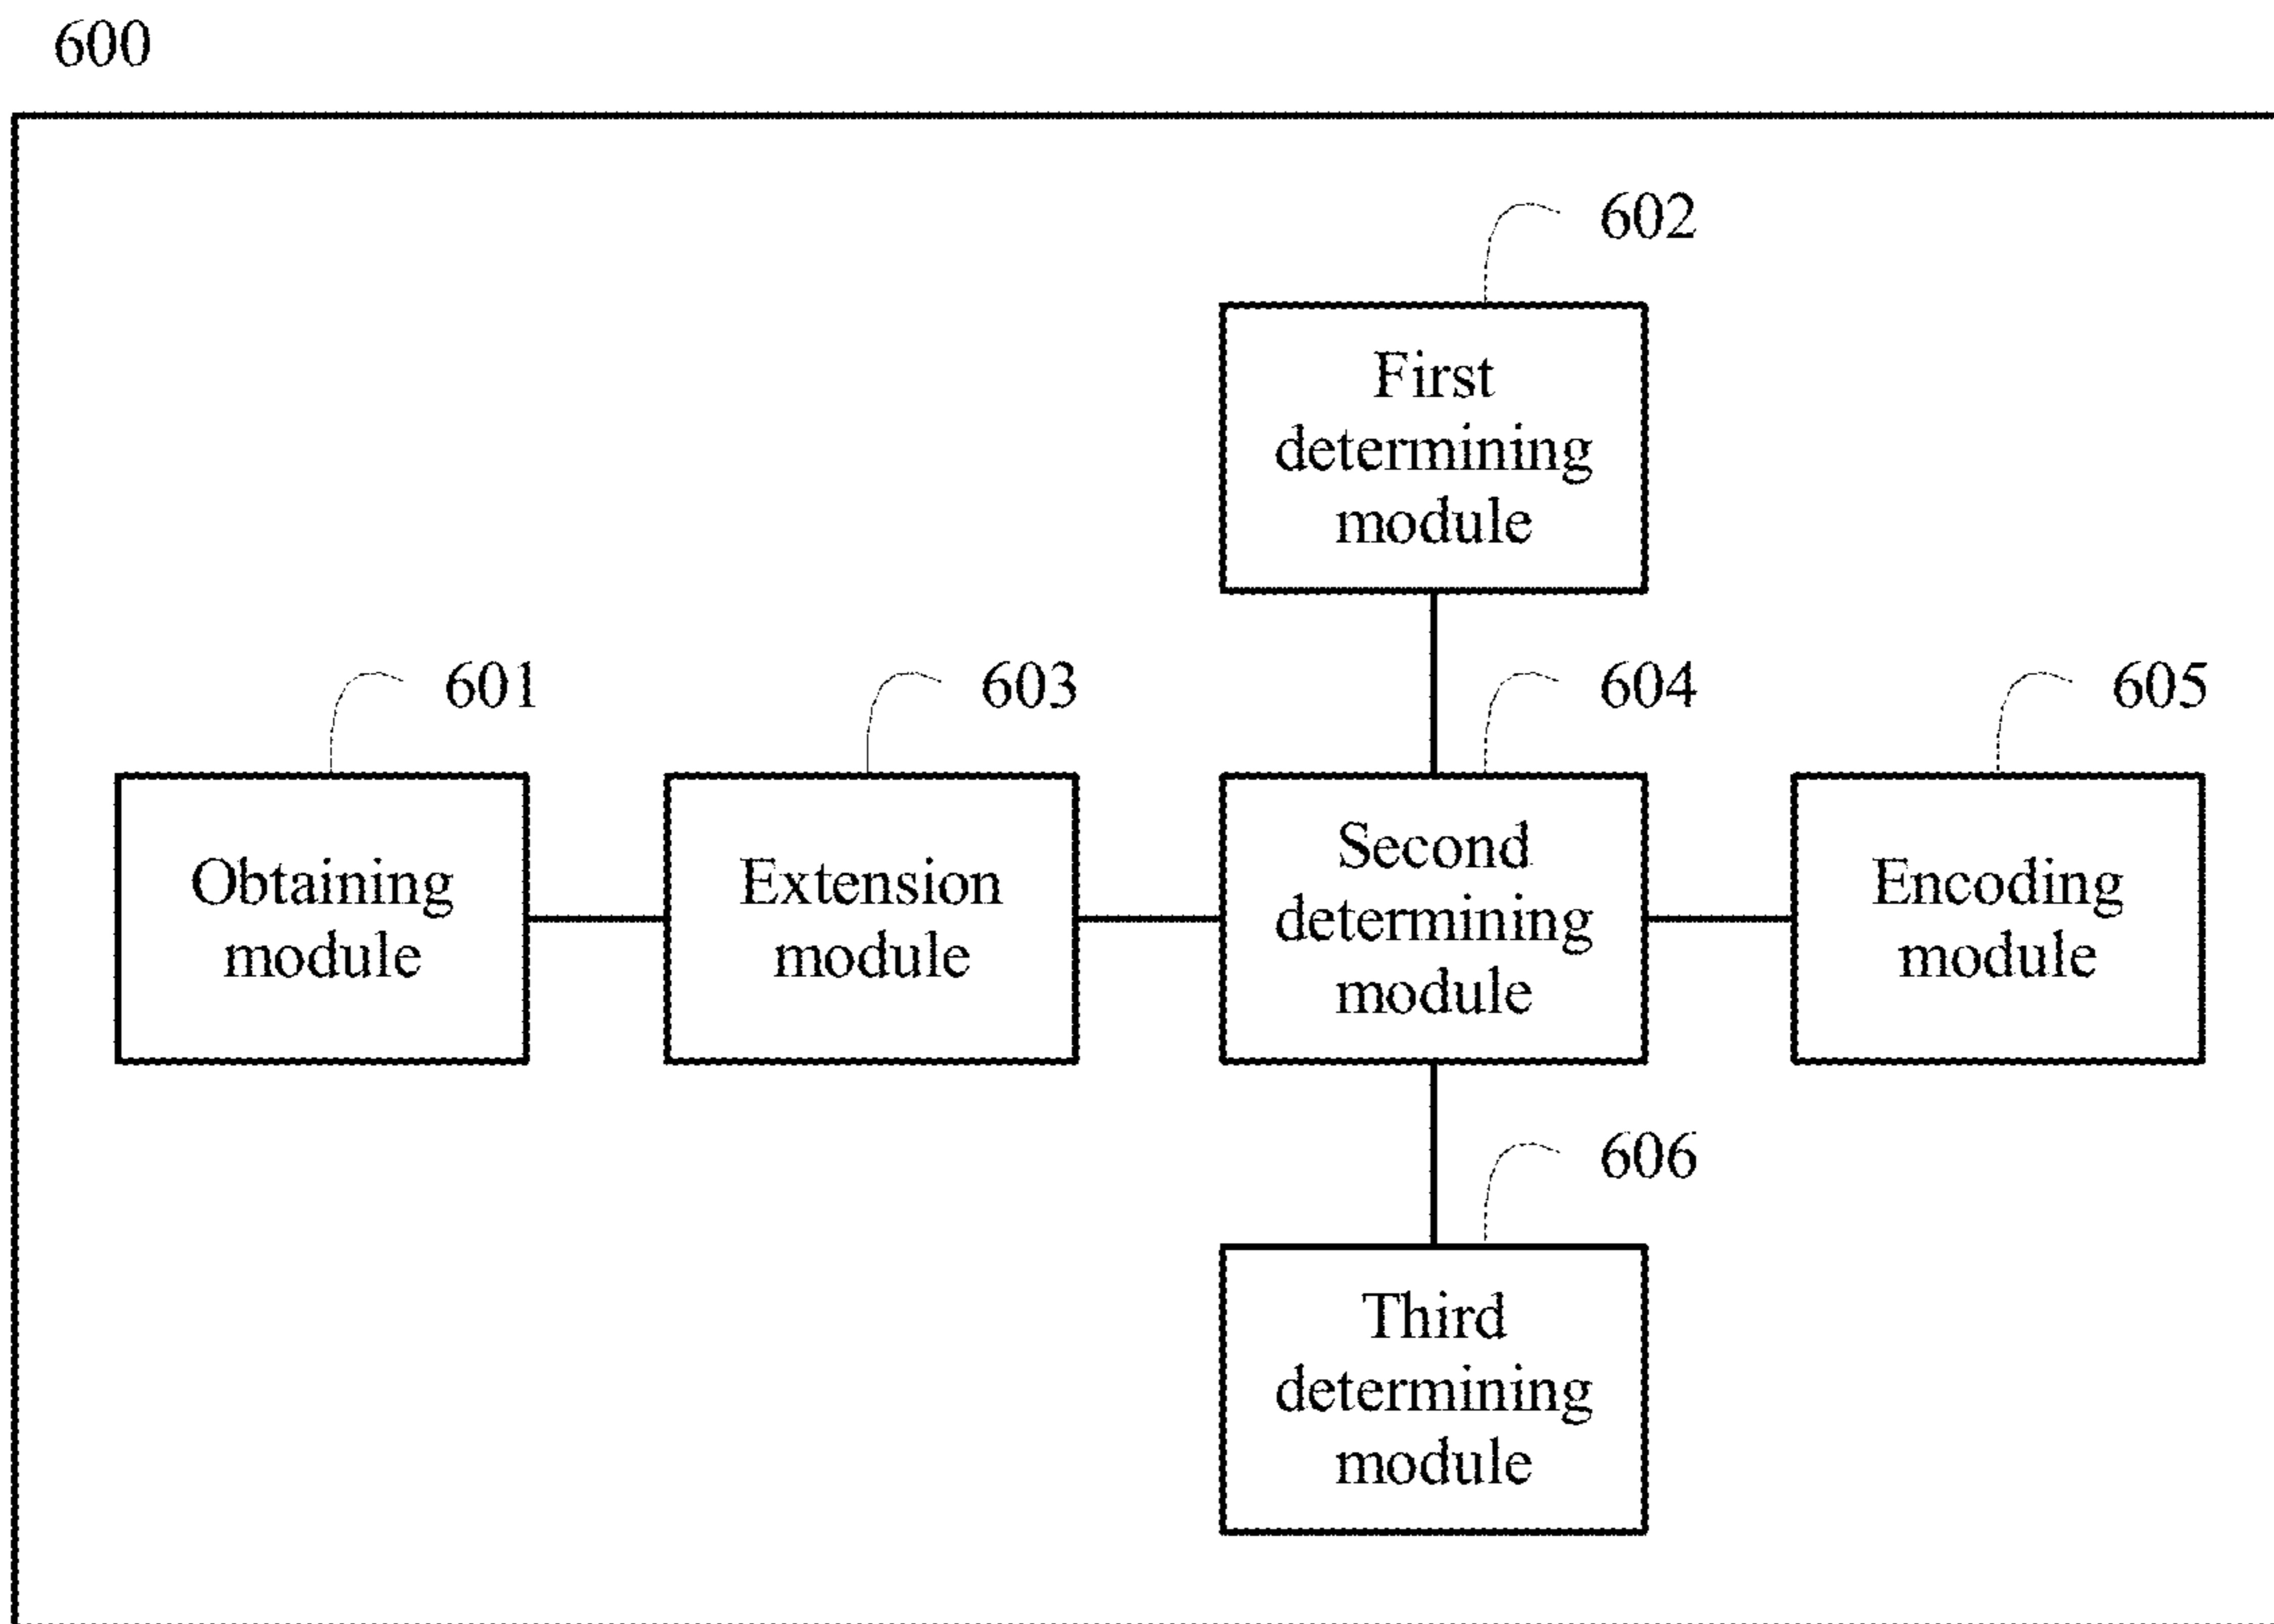 600
602
First
determining
module
601
603
604
605
Obtaining
module
Extension
module
Second
determining
module
Encoding
module
606
Third
determining
module